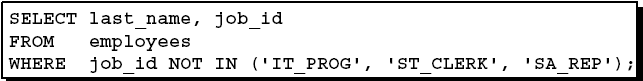 SELECT last_name, job_id
FROM   employees
WHERE  job_id NOT IN ('IT_PROG', 'ST_CLERK', 'SA_REP');